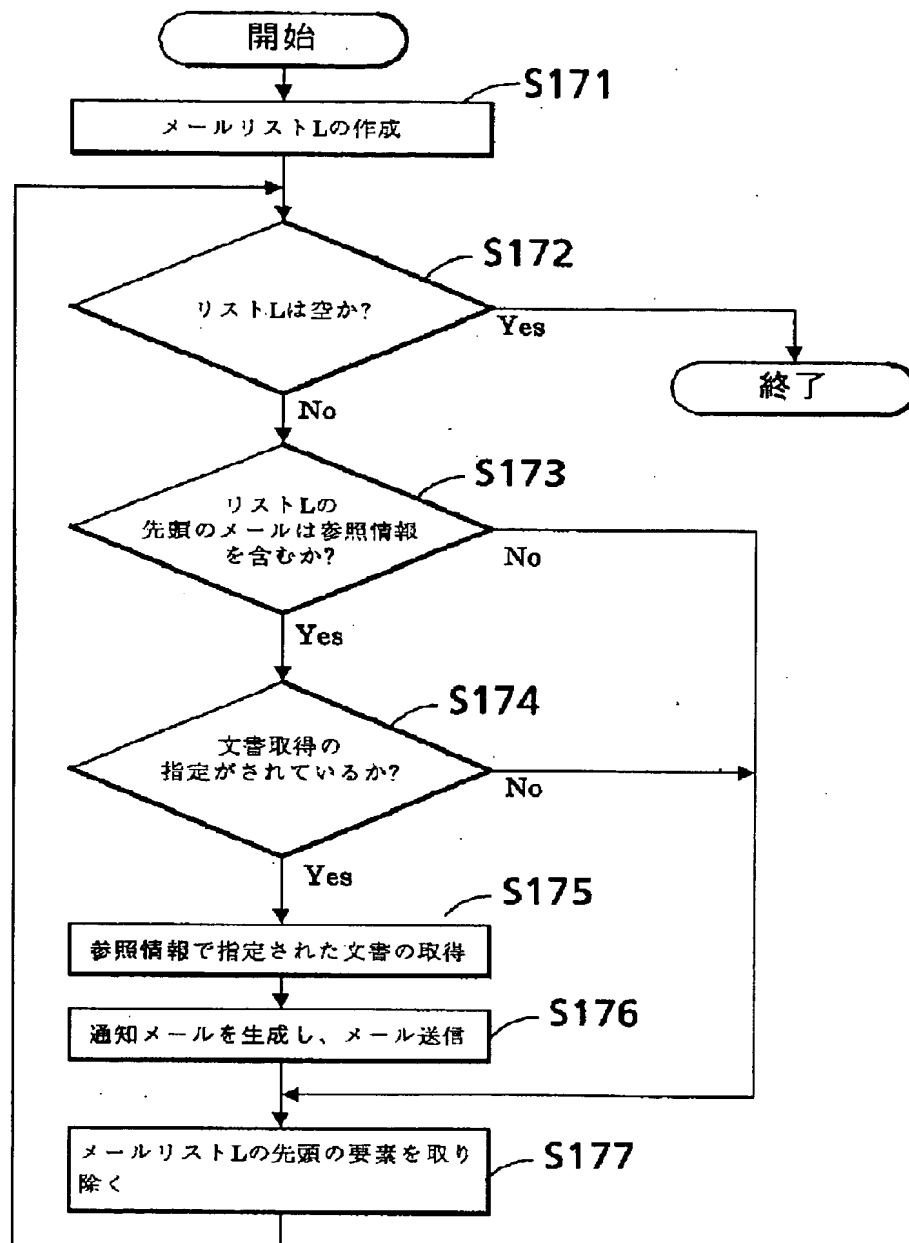 開始
S171
メールリストLの作成
S172
リストLは空か?
Yes
終了
No
S173
リストLの
先頭のメールは参照情報
を含むか?
No
Yes
S174
文書取得の
指定がされているか?
No
Yes
S175
参照情報で指定された文書の取得
S176
通知メールを生成し、メール送信
S177
メールリストLの先頭の要素を取り
除く